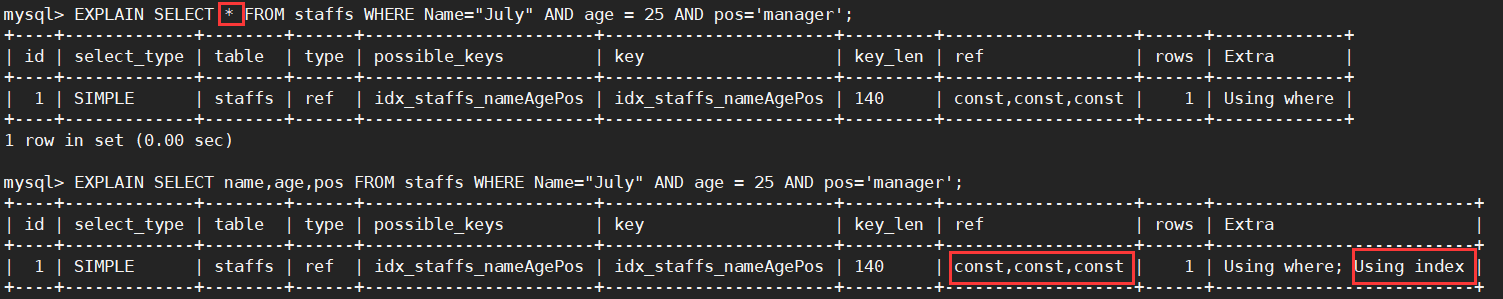 mysql> EXPLAIN SELECT * FROM staffs WHERE Name="July" AND age = 25 AND pos='manager';
+----+-------------+--------+------+-----------------------+-----------------------+---------+-------------------+------+-------------+
| id | select_type | table  | type | possible_keys         | key                   | key_len | ref               | rows | Extra       |
+----+-------------+--------+------+-----------------------+-----------------------+---------+-------------------+------+-------------+
|  1 | SIMPLE      | staffs | ref  | idx_staffs_nameAgePos | idx_staffs_nameAgePos | 140     | const,const,const |    1 | Using where |
+----+-------------+--------+------+-----------------------+-----------------------+---------+-------------------+------+-------------+
1 row in set (0.00 sec)
mysql> EXPLAIN SELECT name,age,pos FROM staffs WHERE Name="July" AND age = 25 AND pos='manager';
+----+-------------+--------+------+-----------------------+-----------------------+---------+-------------------+------+--------------------------+
| id | select_type | table  | type | possible_keys         | key                   | key_len | ref               | rows | Extra                    |
+----+-------------+--------+------+-----------------------+-----------------------+---------+-------------------+------+--------------------------+
|  1 | SIMPLE      | staffs | ref  | idx_staffs_nameAgePos | idx_staffs_nameAgePos | 140     | const,const,const |    1 | Using where; Using index |
+----+-------------+--------+------+-----------------------+-----------------------+---------+-------------------+------+--------------------------+